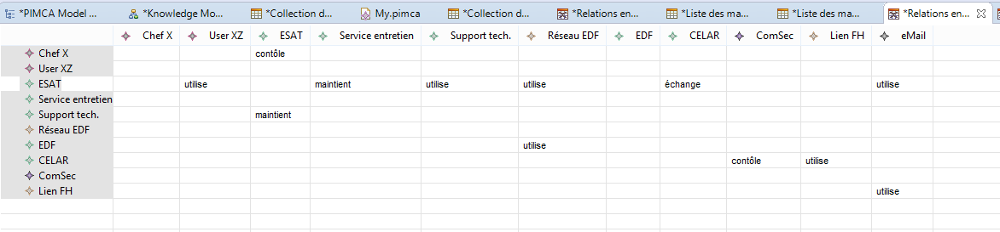 *PIMCA Model ... *Knowledge Mo... *Collection d... My.pimca *Collection d... *Relations en... *Liste des ma... *Liste des ma... *Relations en...
Chef X User XZ ESAT Service entretien Support tech. Réseau EDF EDF CELAR ComSec Lien FH eMail
Chef X contôle
User XZ
ESAT utilise maintient utilise utilise échange utilise
Service entretien
Support tech. maintient
Réseau EDF
EDF utilise
CELAR contôle utilise
ComSec
Lien FH utilise